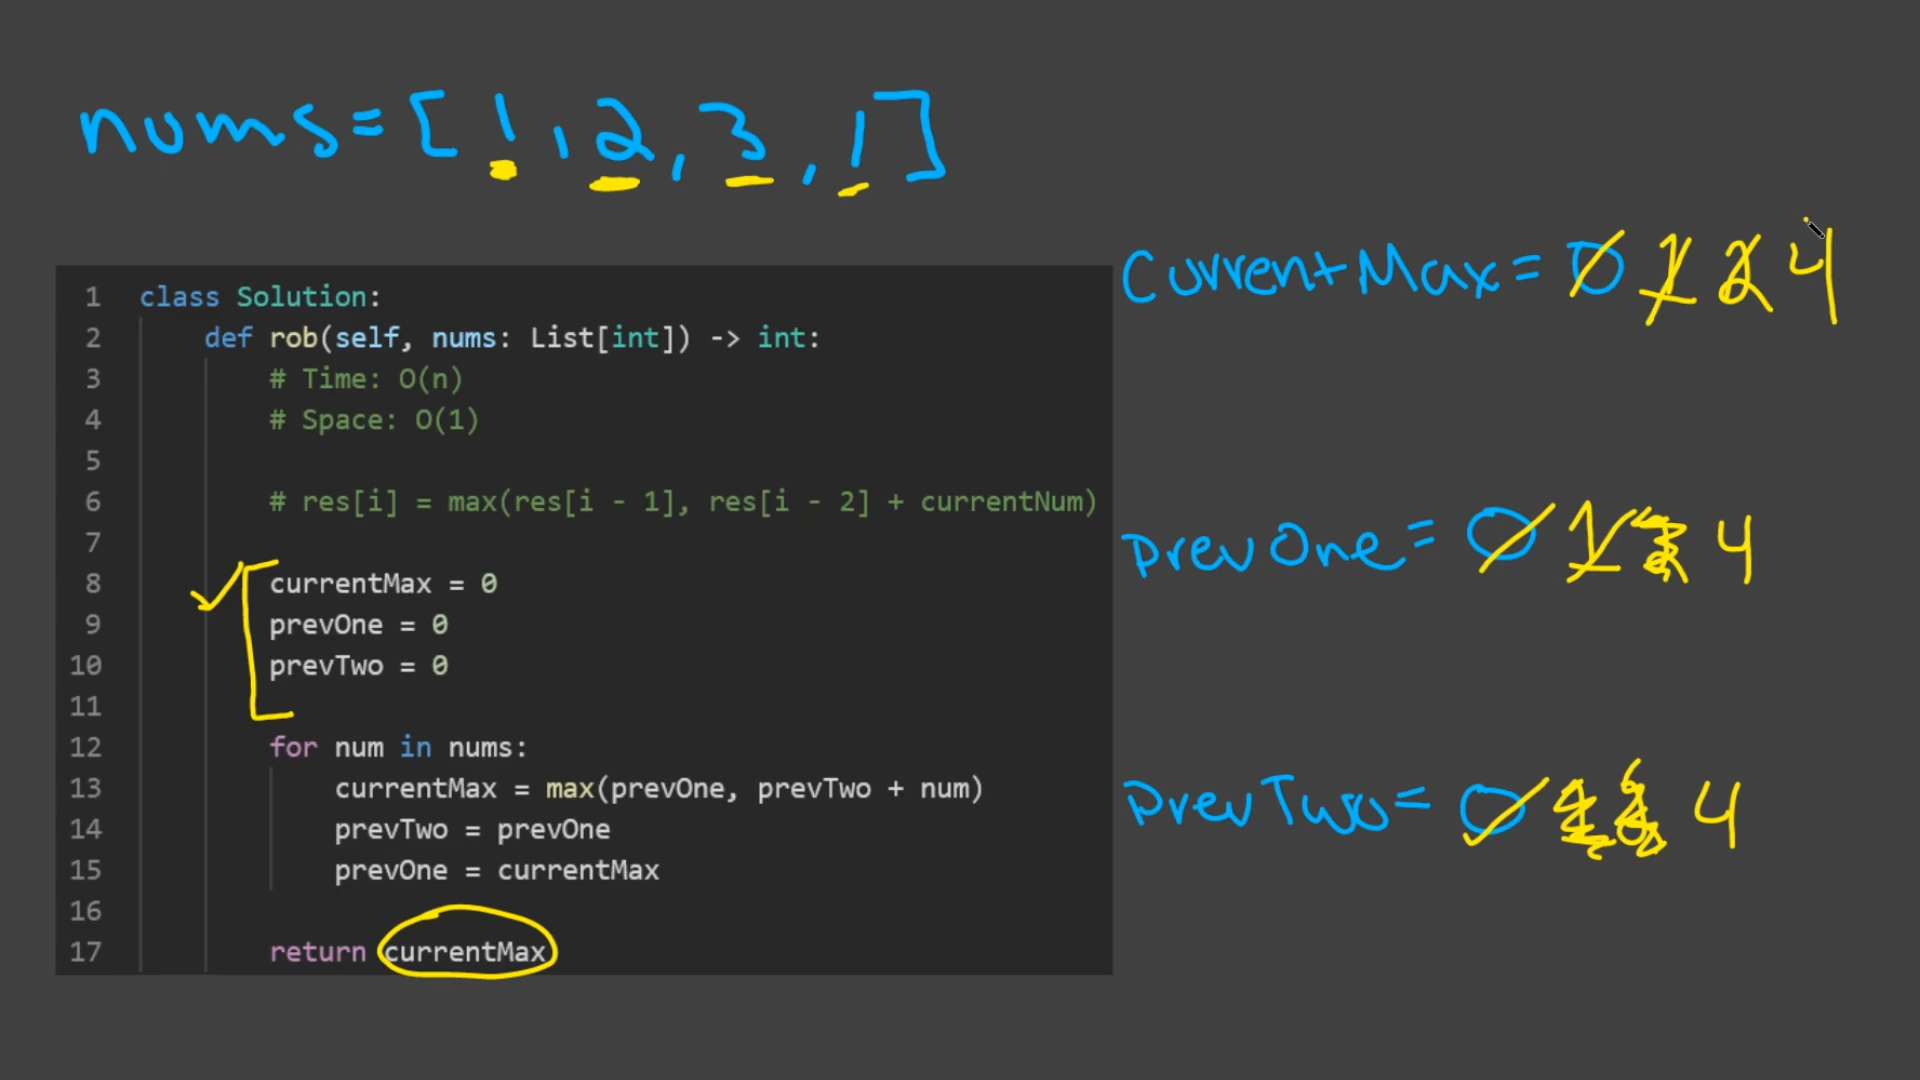 nums=[1,2,3,1]
CurrentMax=0 1 2 4
prevOne=0 1 4
prevTwo=0 4
1 class Solution:
2 def rob(self, nums: List[int]) -> int:
3 # Time: O(n)
4 # Space: O(1)
5
6 # res[i] = max(res[i - 1], res[i - 2] + currentNum)
7
8 currentMax = 0
9 prevOne = 0
10 prevTwo = 0
11
12 for num in nums:
13 currentMax = max(prevOne, prevTwo + num)
14 prevTwo = prevOne
15 prevOne = currentMax
16
17 return currentMax